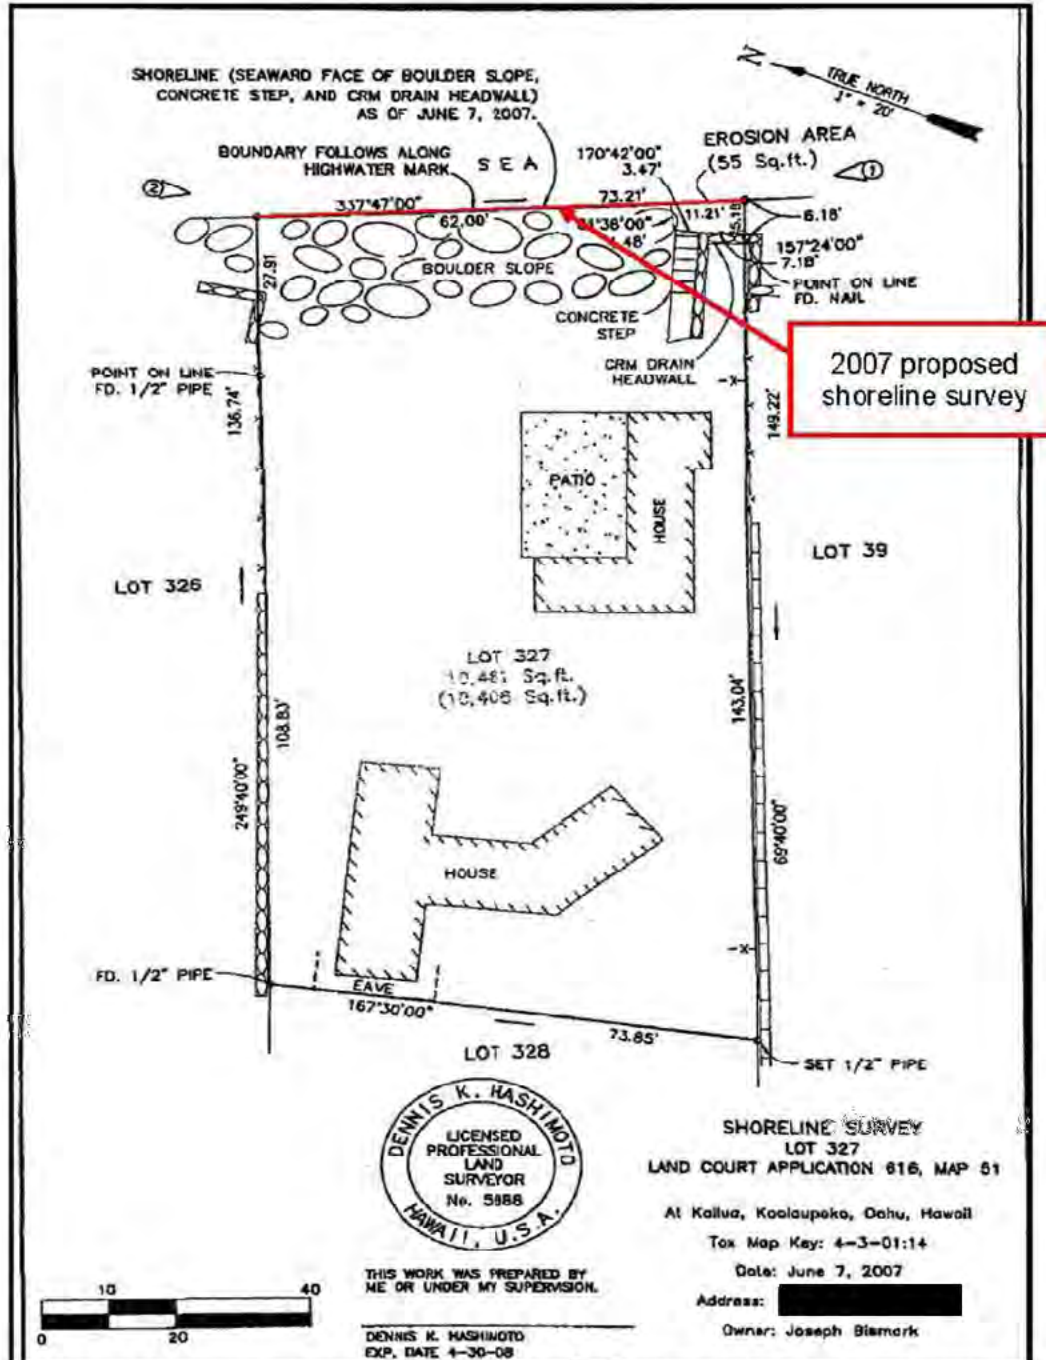 SHORELINE (SEAWARD FACE OF BOULDER SLOPE,
CONCRETE STEP, AND CRM DRAIN HEADWALL)
AS OF JUNE 7, 2007.
N
TRUE NORTH
1" = 20'
BOUNDARY FOLLOWS ALONG
HIGHWATER MARK
SEA
170°42'00"
3.47'
EROSION AREA
(55 Sq.ft.)
2
1
337°47'00"
62.00'
73.21'
11.21'
6.18'
157°24'00"
7.18'
27.91
BOULDER SLOPE
POINT ON LINE
FD. NAIL
CONCRETE
STEP
CRM DRAIN
HEADWALL
2007 proposed
shoreline survey
POINT ON LINE
FD. 1/2" PIPE
136.74'
149.22'
PATIO
HOUSE
LOT 326
LOT 39
LOT 327
Sq.ft.
Sq.ft.)
108.83'
143.04'
249°40'00"
69°40'00"
HOUSE
FD. 1/2" PIPE
EAVE
167°30'00"
73.85'
LOT 328
SET 1/2" PIPE
DENNIS K. HASHIMOTO
LICENSED
PROFESSIONAL
LAND
SURVEYOR
No.
HAWAII, U.S.A.
SHORELINE SURVEY
LOT 327
LAND COURT APPLICATION 616, MAP 51
At Kailua, Koolaupoko, Oahu, Hawaii
Tax Map Key: 4-3-01:14
Date: June 7, 2007
Address:
Owner: Joseph Bismark
THIS WORK WAS PREPARED BY
ME OR UNDER MY SUPERVISION.
DENNIS K. HASHIMOTO
EXP. DATE 4-30-08
10 40
0 20